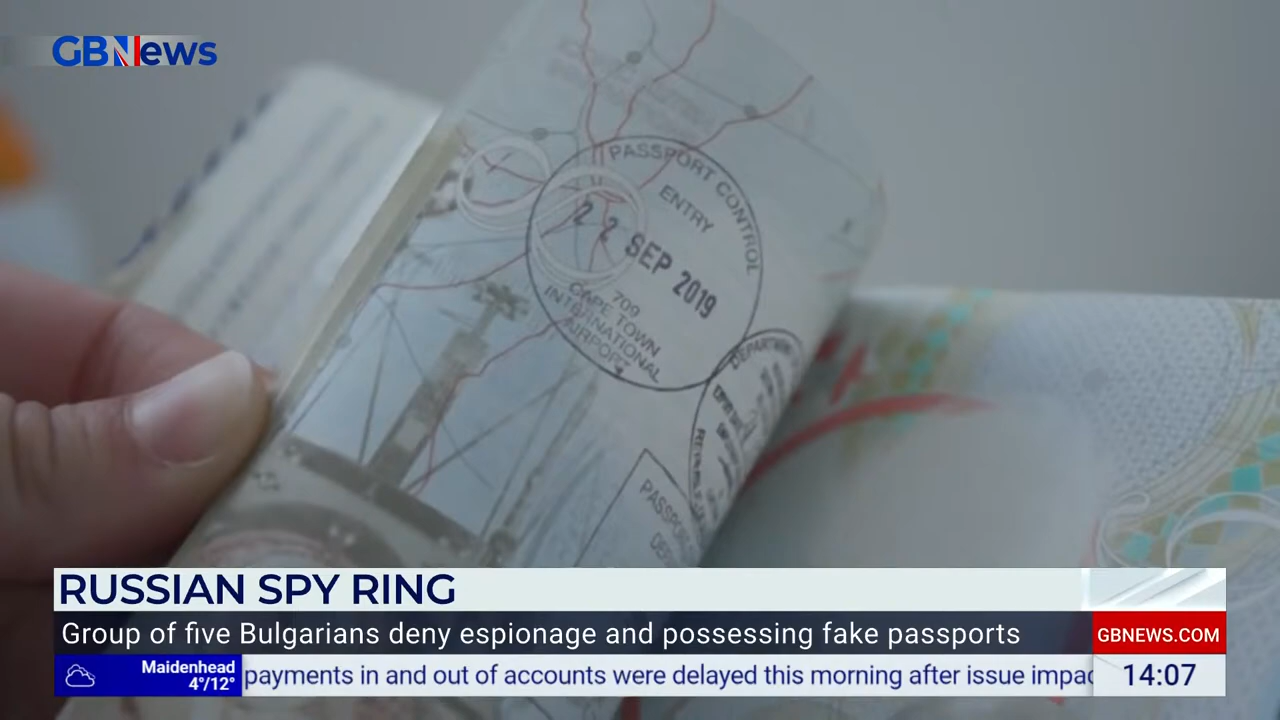 GBNews
PASSPORT CONTROL
ENTRY
22 SEP 2019
709
CAPE TOWN
INTERNATIONAL
AIRPORT
RUSSIAN SPY RING
Group of five Bulgarians deny espionage and possessing fake passports
GBNEWS.COM
Maidenhead
4°/12°
payments in and out of accounts were delayed this morning after issue impac
14:07